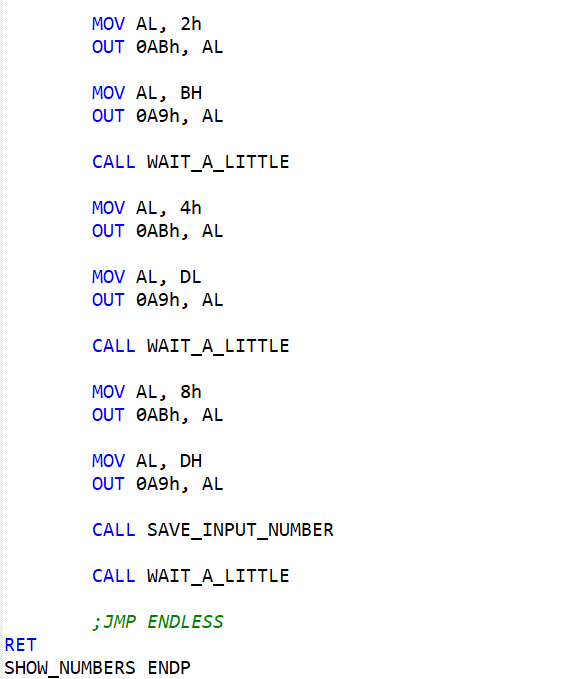 MOV AL, 2h
OUT 0ABh, AL
MOV AL, BH
OUT 0A9h, AL
CALL WAIT_A_LITTLE
MOV AL, 4h
OUT 0ABh, AL
MOV AL, DL
OUT 0A9h, AL
CALL WAIT_A_LITTLE
MOV AL, 8h
OUT 0ABh, AL
MOV AL, DH
OUT 0A9h, AL
CALL SAVE_INPUT_NUMBER
CALL WAIT_A_LITTLE
;JMP ENDLESS
RET
SHOW_NUMBERS ENDP